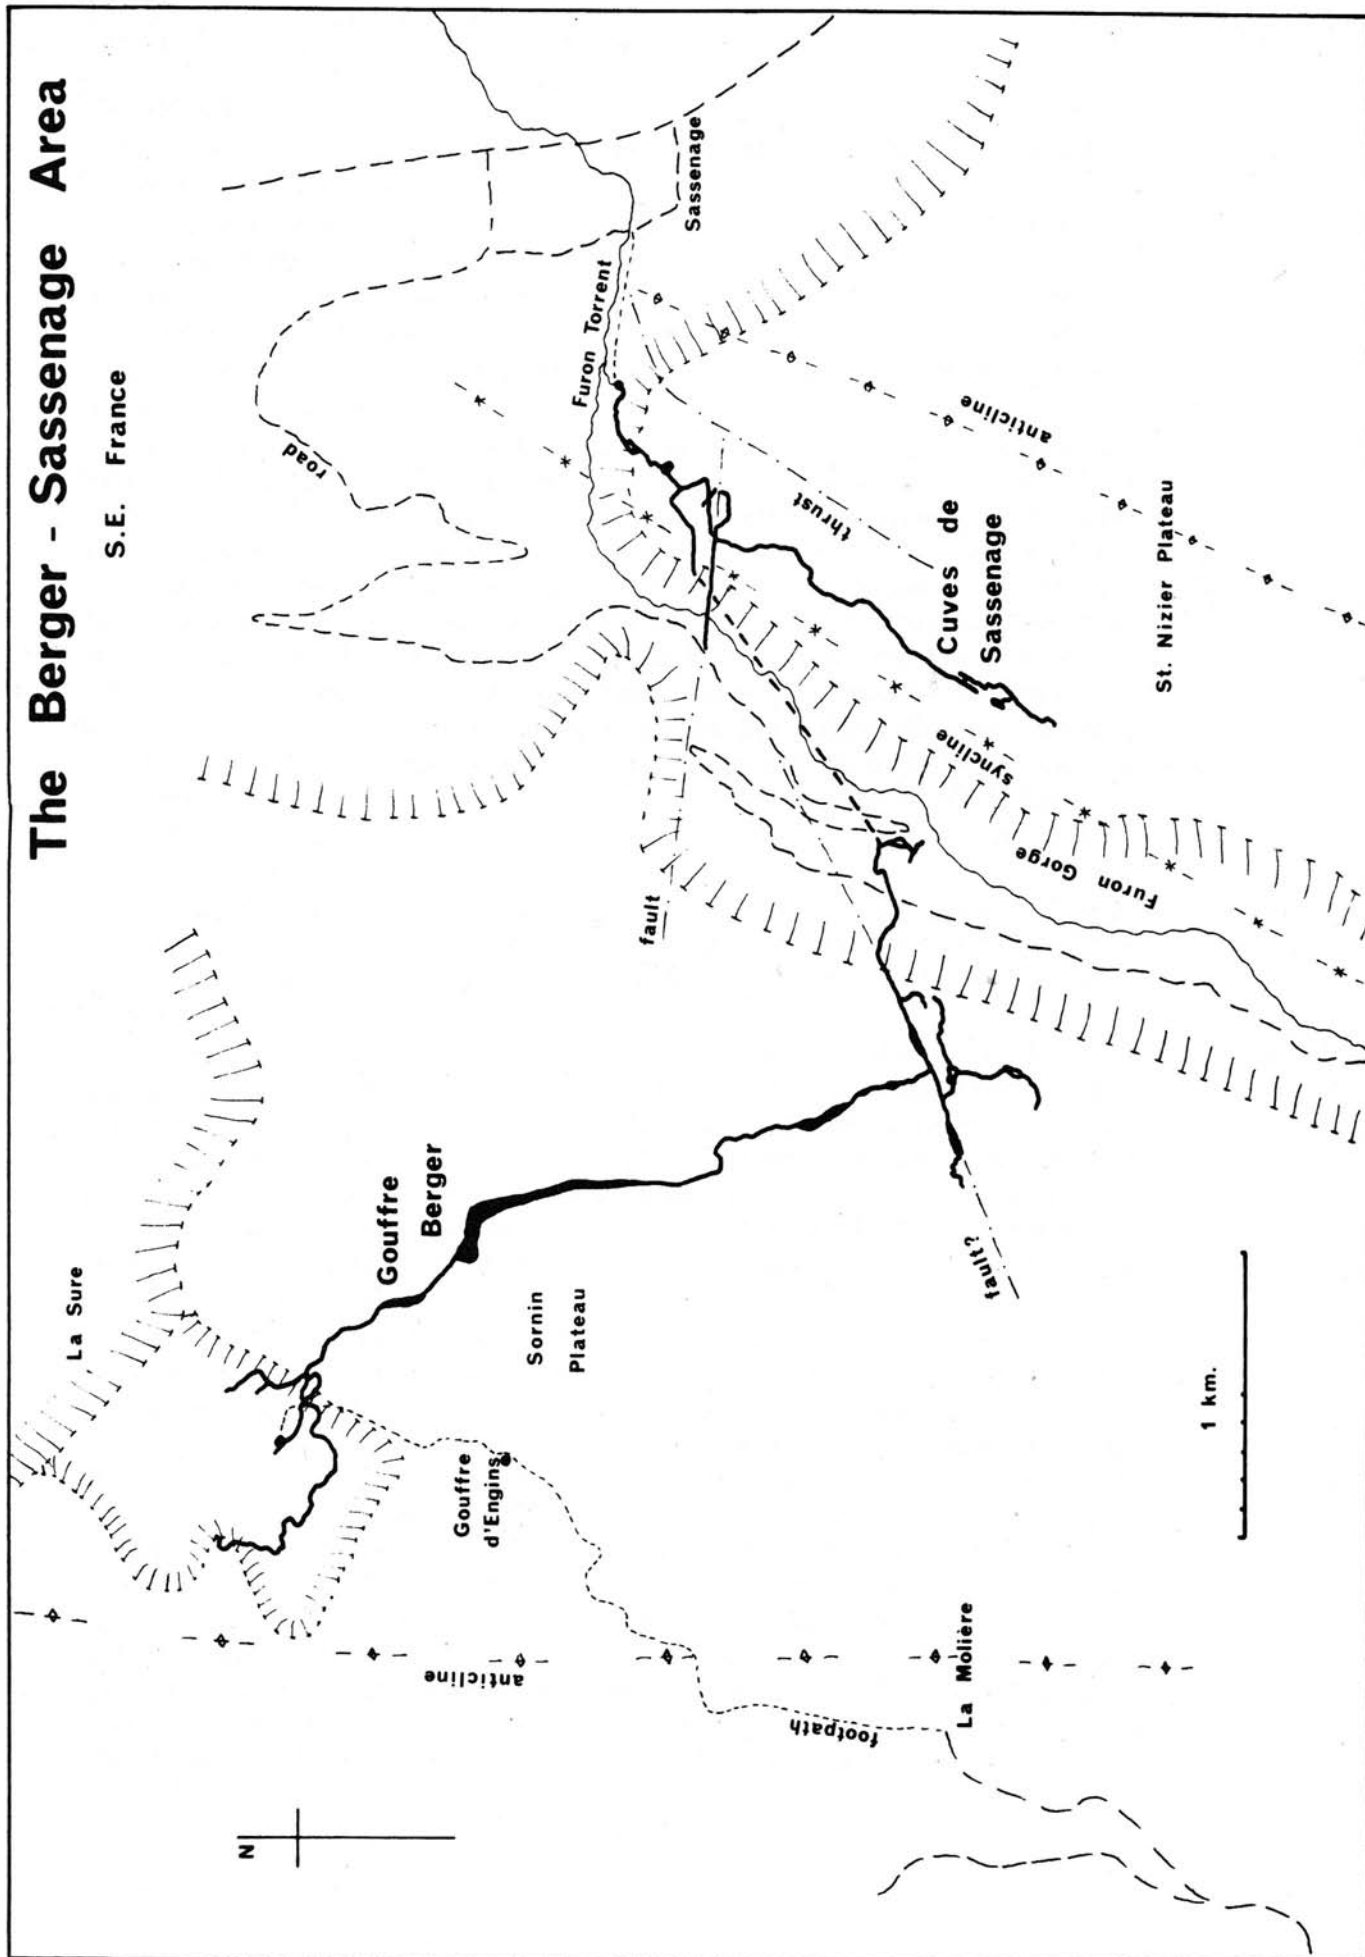 The Berger - Sassenage Area
S.E. France
N
La Sure
Gouffre
Berger
Sornin
Plateau
Gouffre
d'Engins
anticline
footpath
La Molière
1 km.
fault?
fault
road
Furon Torrent
Sassenage
anticline
thrust
Cuves de
Sassenage
syncline
Furon Gorge
St. Nizier Plateau